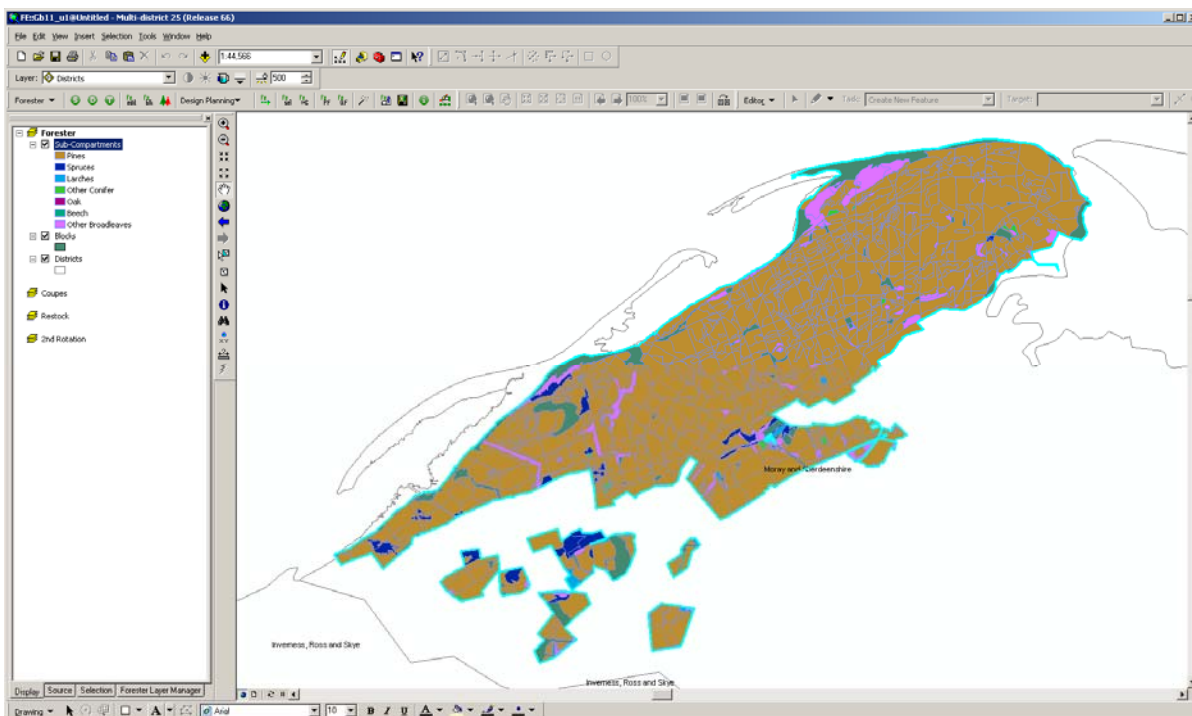 FE::Gb11_u1@Untitled - Multi-district 25 (Release 66)
File Edit View Insert Selection Tools Window Help
1:44,566
Layer: Districts
500
Forester
Design Planning
100%
Editor
Task: Create New Feature
Target:
Forester
Sub-Compartments
Pines
Spruces
Larches
Other Conifer
Oak
Beech
Other Broadleaves
Blocks
Districts
Coupes
Restock
2nd Rotation
Moray and Aberdeenshire
Inverness, Ross and Skye
Inverness, Ross and Skye
Display Source Selection Forester Layer Manager
Drawing
A
Arial
10
B I U A